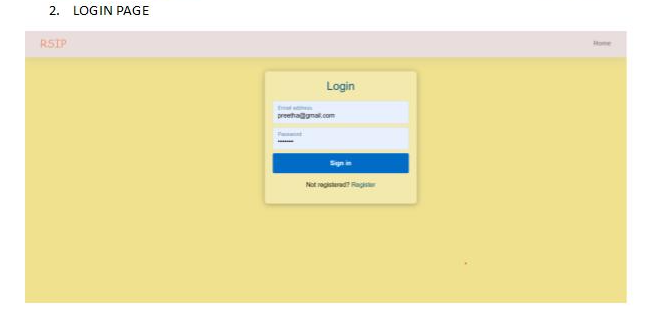 2. LOGIN PAGE
RSIP
Home
Login
Email address
preetha@gmail.com
Password
Sign in
Not registered? Register